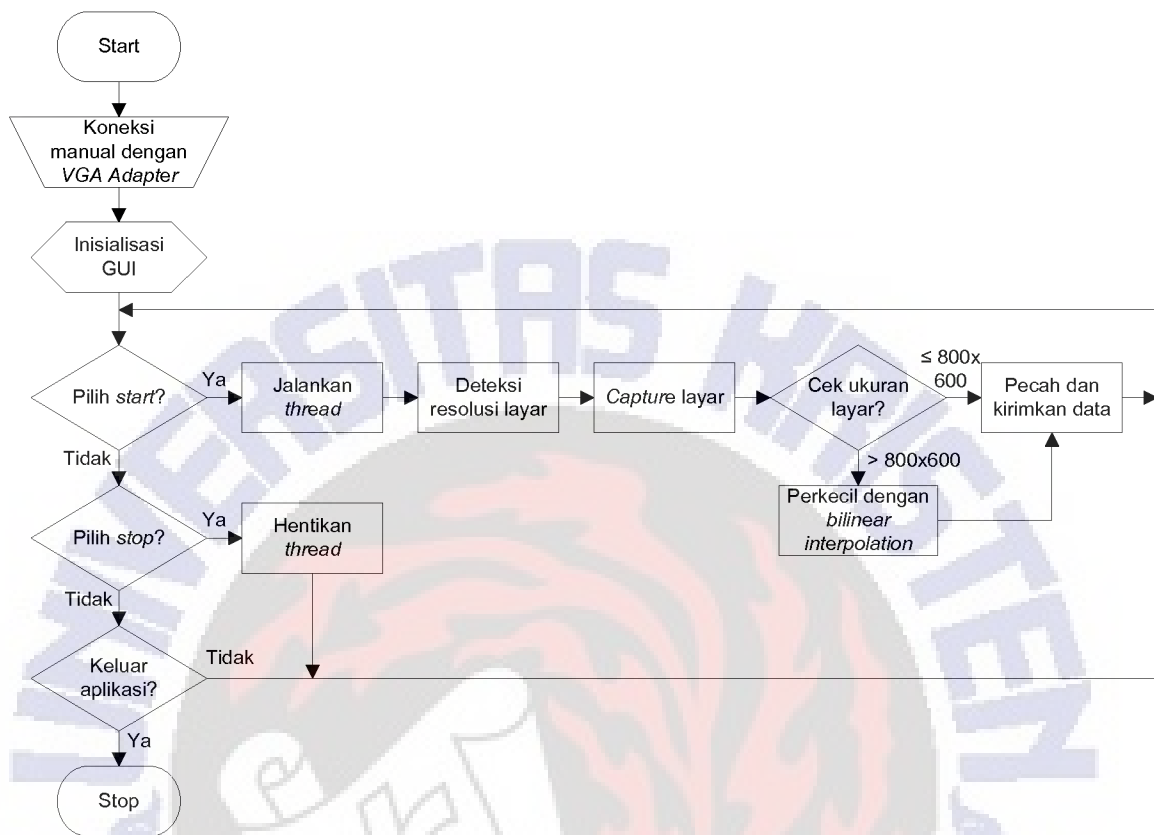 Start
Koneksi
manual dengan
VGA Adapter
Inisialisasi
GUI
Pilih start?
Ya
Jalankan
thread
Deteksi
resolusi layar
Capture layar
Cek ukuran
layar?
≤ 800x
600
Pecah dan
kirimkan data
> 800x600
Perkecil dengan
bilinear
interpolation
Tidak
Pilih stop?
Ya
Hentikan
thread
Tidak
Keluar
aplikasi?
Tidak
Ya
Stop
UNIVERSITAS KRISTEN